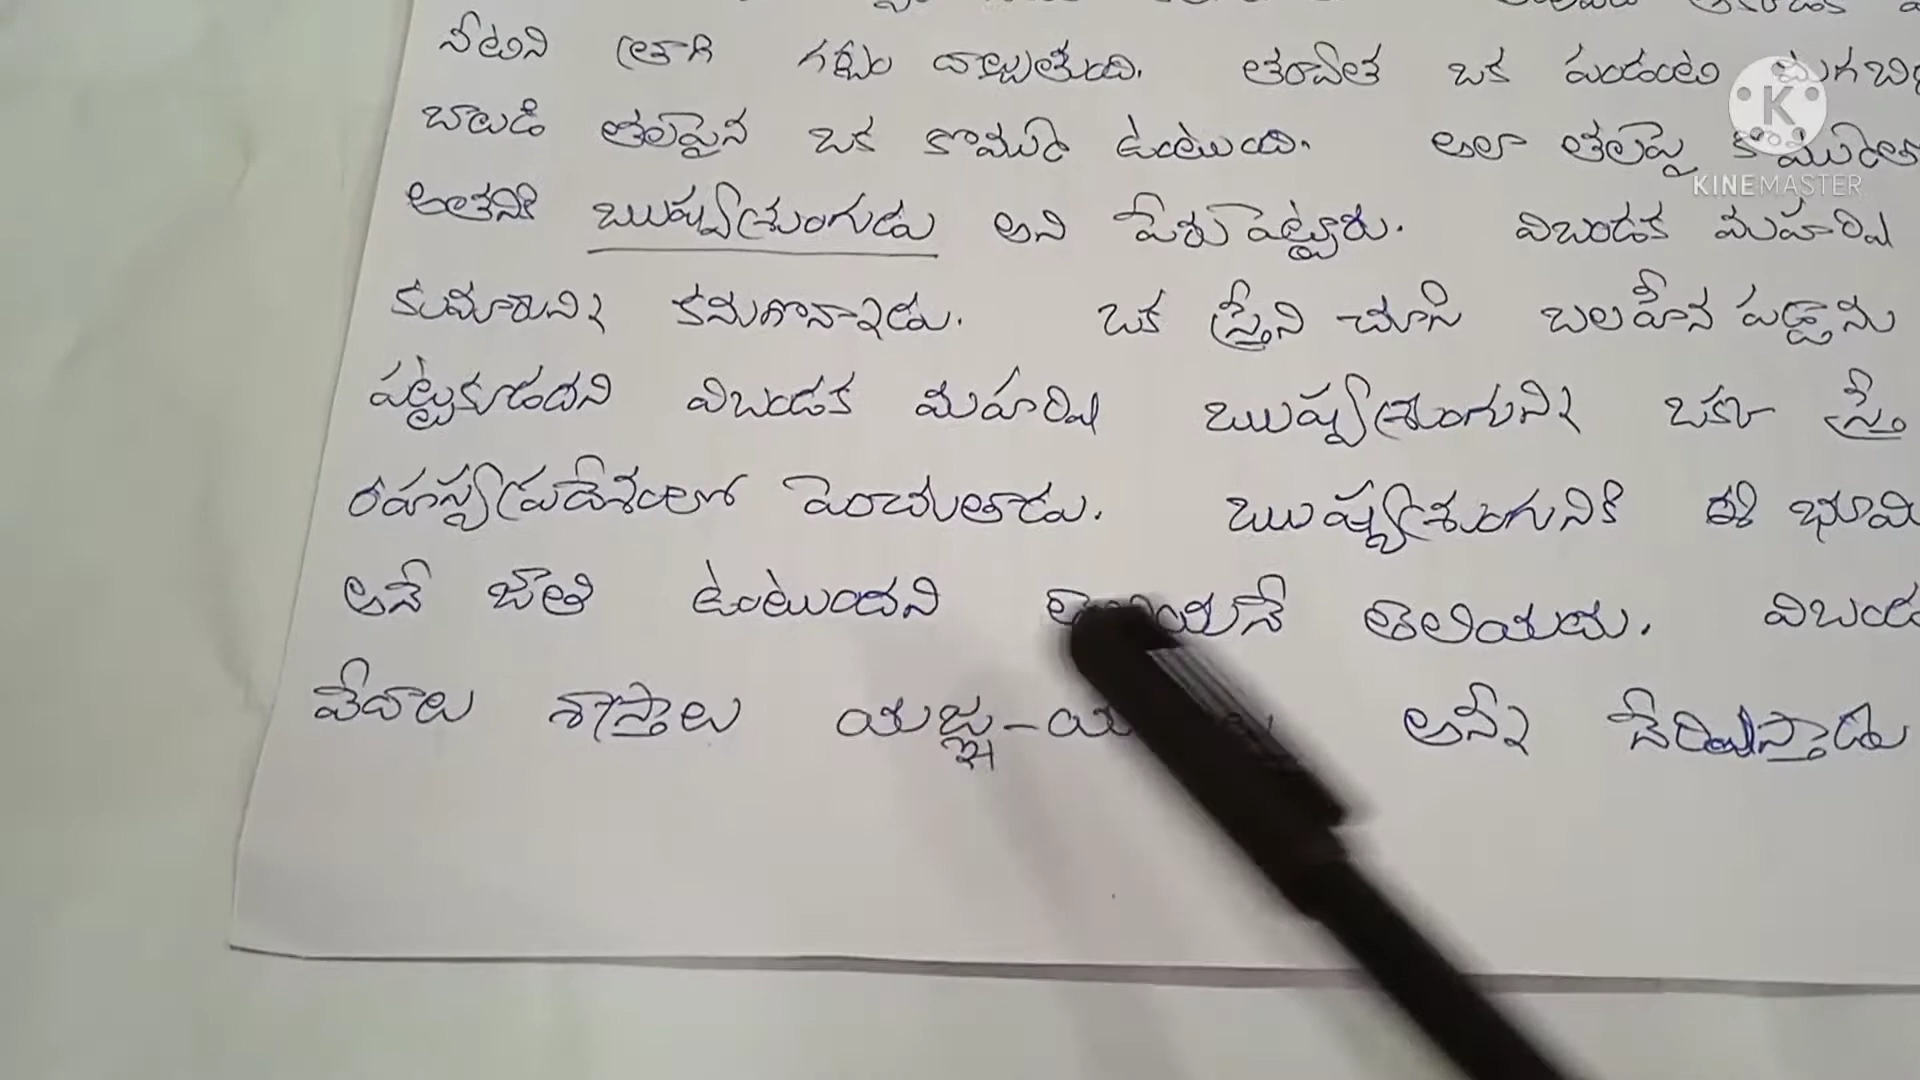 నీటిని త్రాగి గర్భం దాల్చుతుంది. తరావత ఒక పండంటి
బాలుడి తలపైన ఒక కొమ్ము ఉంటుంది. అలా తలపై
KINEMASTER
అతనికి ఋష్యశృంగుడు అని పేరు పెట్టారు. విబండక మహర్షి
కుమారుని కనుగొన్నాడు. ఒక స్త్రీని చూసి బలహీన పడ్డాను
పట్టుకూడదని విబండక మహర్షి ఋష్యశృంగుని ఒక్క స్త్రీ
రహస్యప్రదేశంలో పెంచుతాడు. ఋష్యశృంగునికి ఈ
అనే జాతి ఉంటుందని తెలియదు.
వేదాలు శాస్త్రాలు యజ్ఞ- అన్నీ నేర్పిస్తాడు